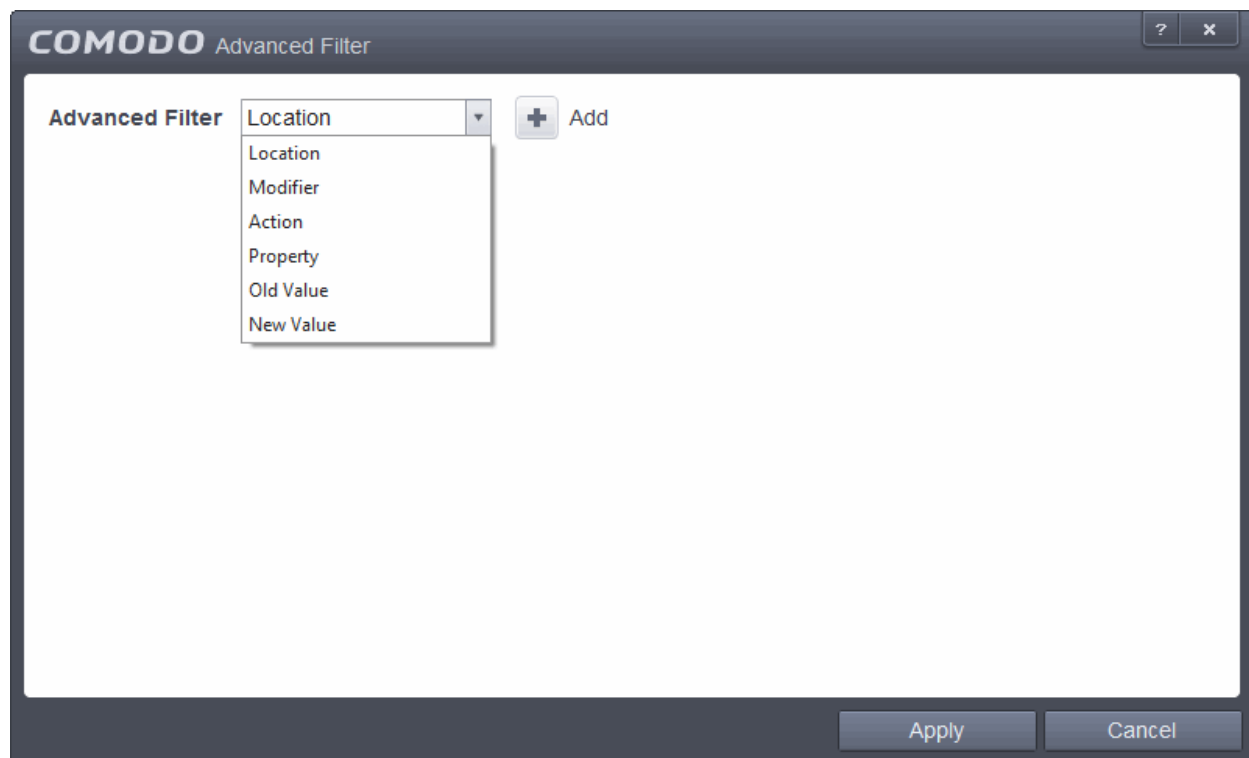 COMODO Advanced Filter
? ×
Advanced Filter Location Add
Location
Modifier
Action
Property
Old Value
New Value
Apply Cancel